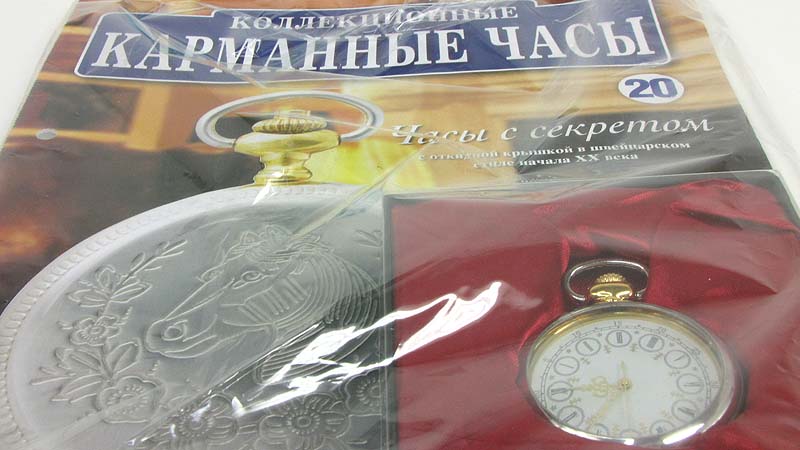 КОЛЛЕКЦИОННЫЕ
КАРМАННЫЕ ЧАСЫ
20
Часы с секретом
с откидной крышкой в швейцарском
стиле начала XX века